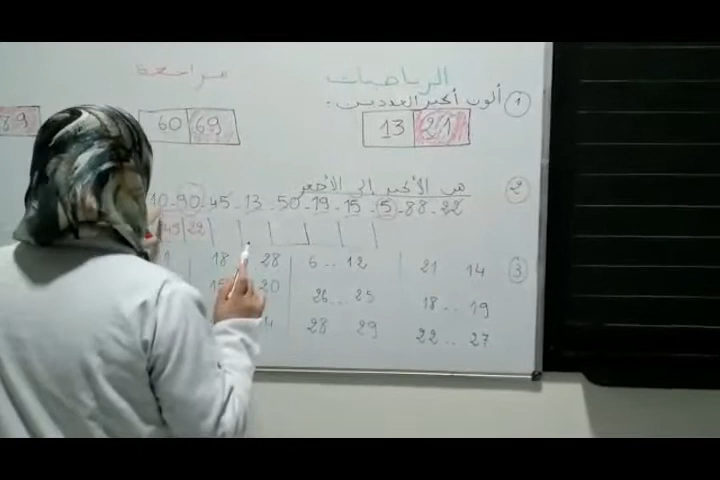 الرياضيات مراجعة
1 ألون أكبر العددين .
13 21 60 69 89
2 من الأكبر إلى الأصغر
10 - 90 - 45 - 13 - 50 - 19 - 15 - 5 - 88 - 22
45 22
3
18 28 6 .. 12 21 14
20 26 .. 25 18 .. 19
28 29 22 .. 27